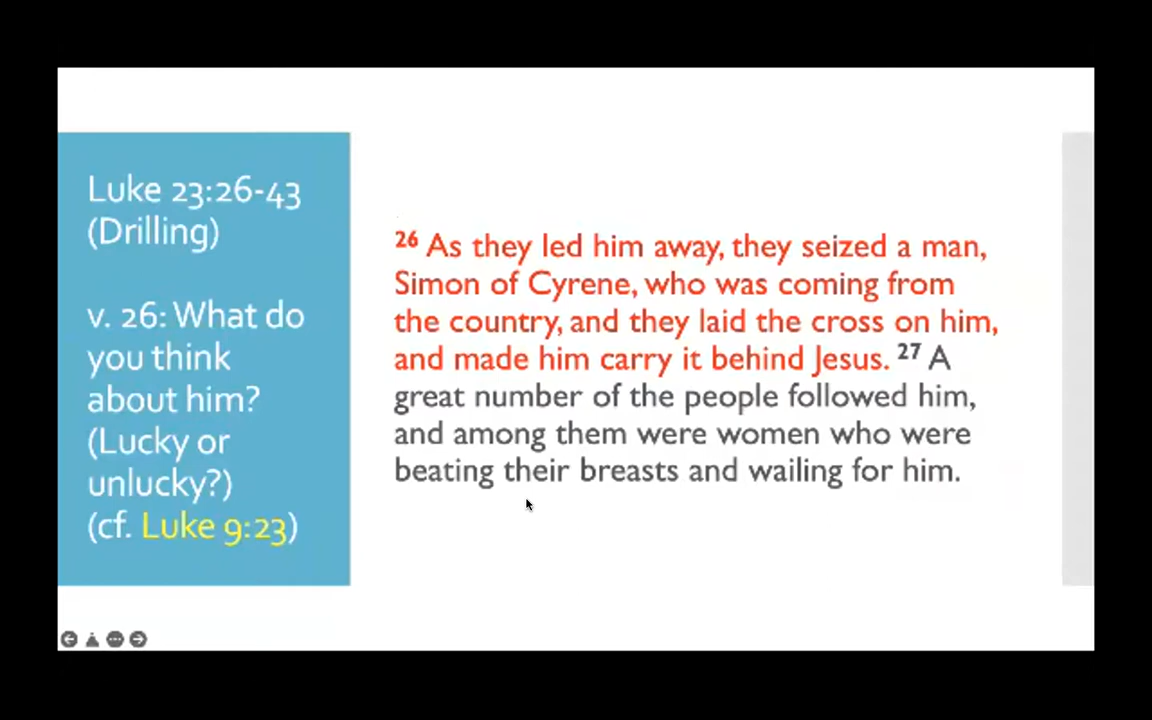 Luke 23:26-43
(Drilling)
v. 26: What do
you think
about him?
(Lucky or
unlucky?)
(cf. Luke 9:23)
26 As they led him away, they seized a man,
Simon of Cyrene, who was coming from
the country, and they laid the cross on him,
and made him carry it behind Jesus. 27 A
great number of the people followed him,
and among them were women who were
beating their breasts and wailing for him.